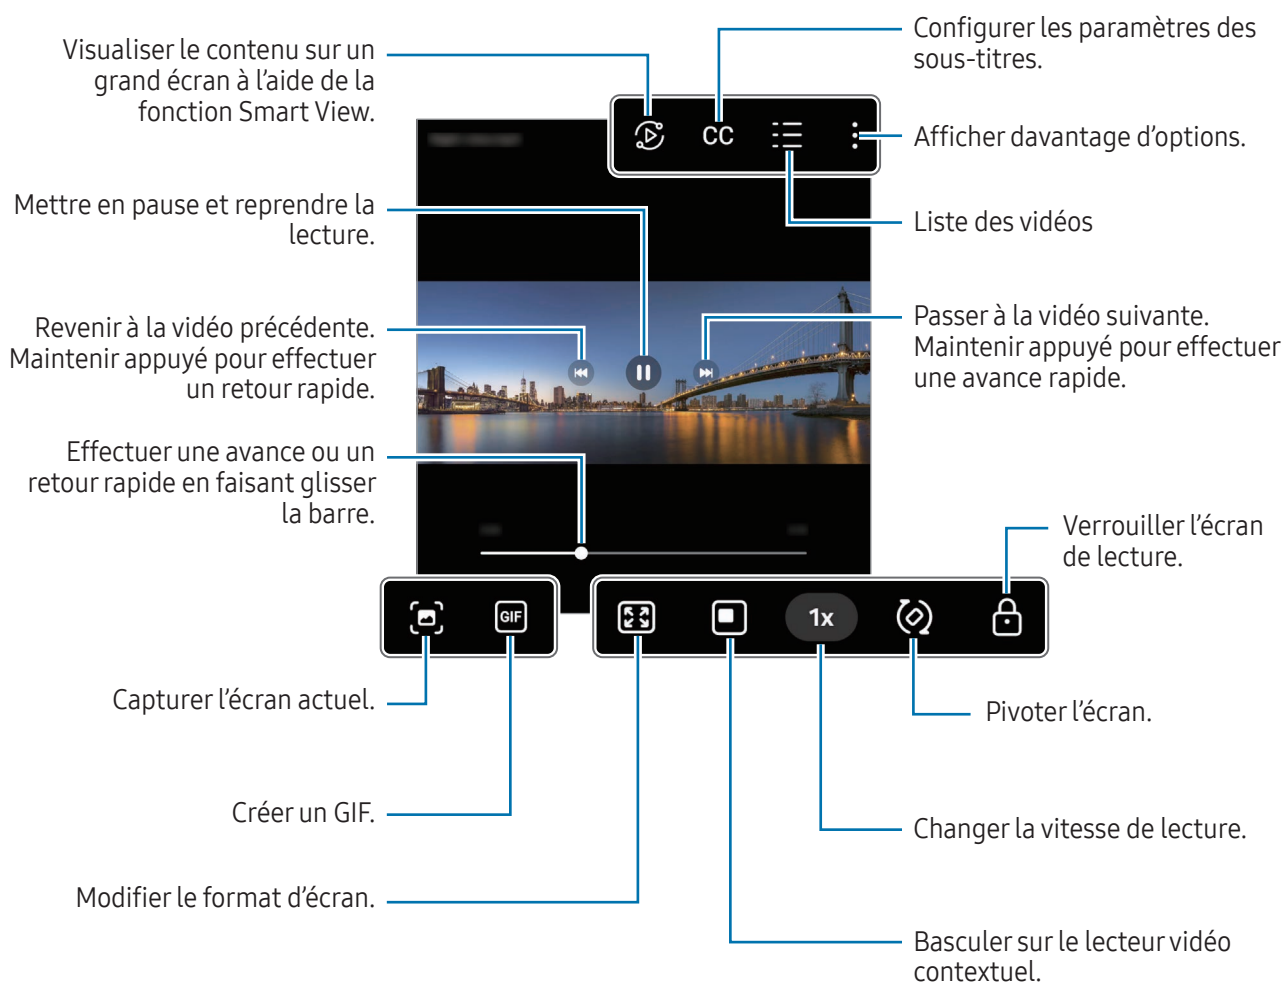 Visualiser le contenu sur un
grand écran à l'aide de la
fonction Smart View.
Configurer les paramètres des
sous-titres.
CC
Afficher davantage d'options.
Mettre en pause et reprendre la
lecture.
Liste des vidéos
Revenir à la vidéo précédente.
Maintenir appuyé pour effectuer
un retour rapide.
Passer à la vidéo suivante.
Maintenir appuyé pour effectuer
une avance rapide.
Effectuer une avance ou un
retour rapide en faisant glisser
la barre.
Verrouiller l'écran
de lecture.
GIF
1x
Capturer l'écran actuel.
Pivoter l'écran.
Créer un GIF.
Changer la vitesse de lecture.
Modifier le format d'écran.
Basculer sur le lecteur vidéo
contextuel.